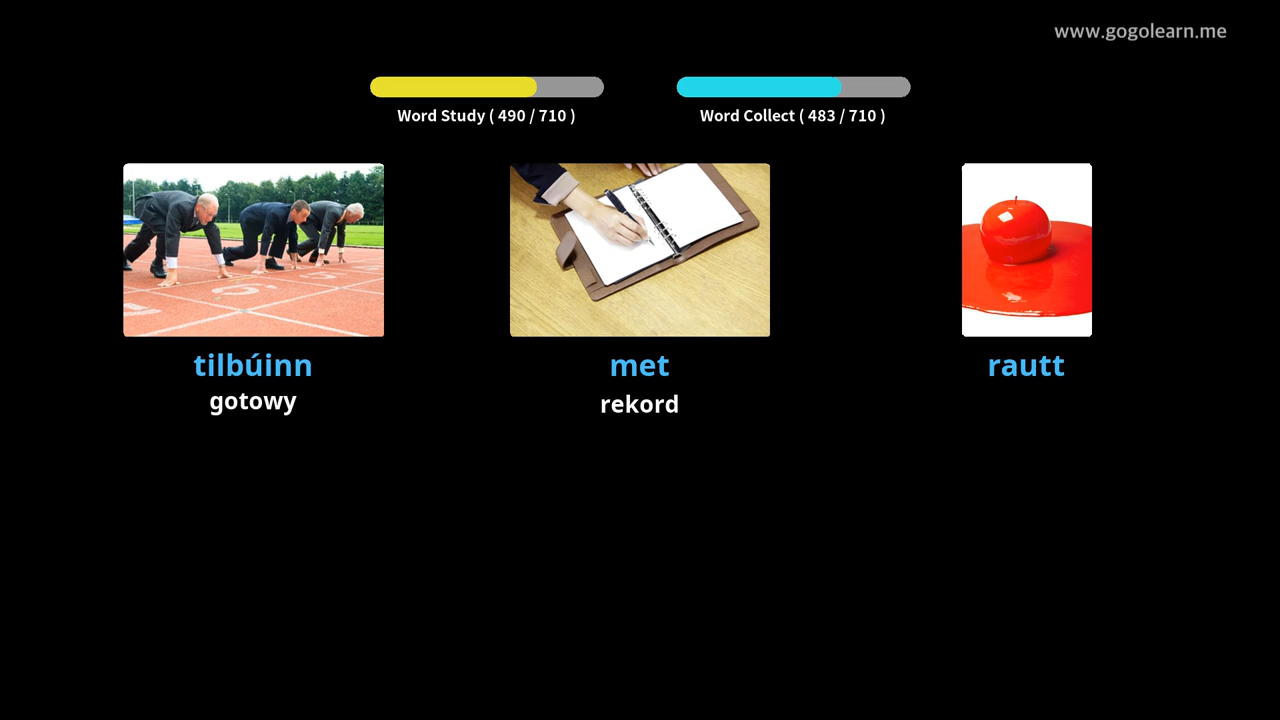 www.gogolearn.me
Word Study ( 490 / 710 )
Word Collect ( 483 / 710 )
tilbúinn
gotowy
met
rekord
rautt